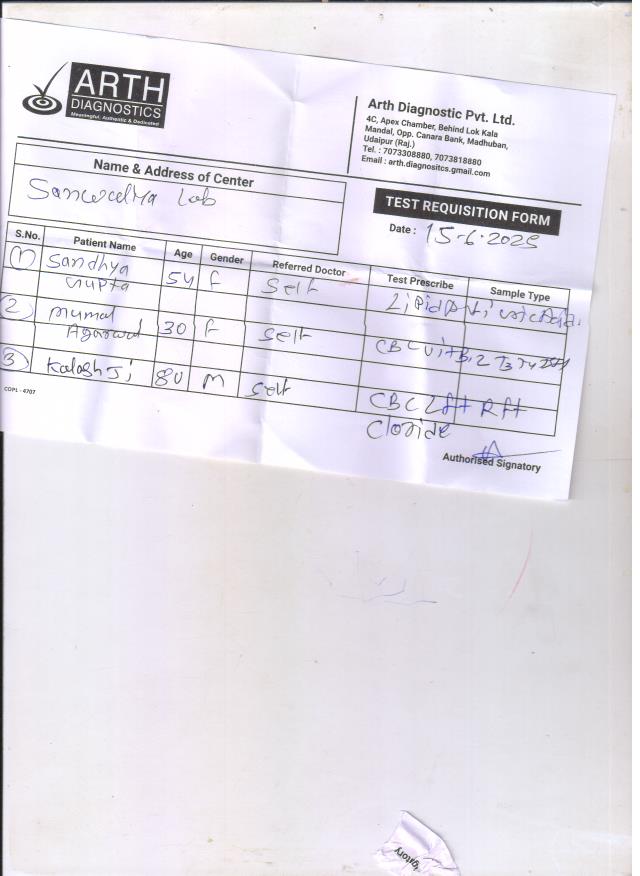 ARTH
DIAGNOSTICS
Meaningful, Authentic & Dedicated
Arth Diagnostic Pvt. Ltd.
4C, Apex Chamber, Behind Lok Kala
Mandal, Opp. Canara Bank, Madhuban,
Udaipur (Raj.)
Tel. : 7073308880, 7073818880
Email : arth.diagnositcs.gmail.com
Name & Address of Center
Lab
TEST REQUISITION FORM
Date : 15-6-2025
S.No. Patient Name Age Gender Referred Doctor Test Prescribe Sample Type
(1) Sandhya Gupta 54 F Self Lipid uric Acid
(2) Mumal Agarwal 30 F Self CBC Vit B12 T3 T4
(3) Kailash Ji 80 M Self CBC Lft Rft
Cloride
COPL - 4707
Authorised Signatory